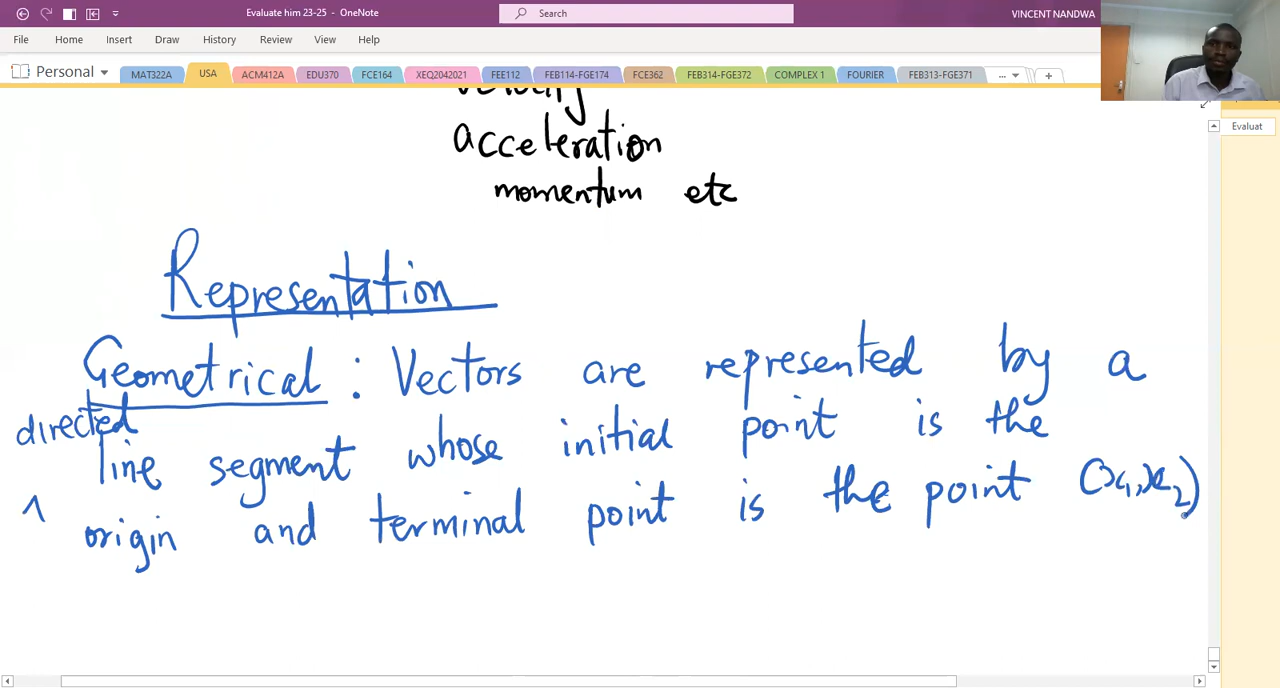 Evaluate him 23-25 - OneNote
Search
VINCENT NANDWA
File Home Insert Draw History Review View Help
Personal MAT322A USA ACM412A EDU370 FCE164 XEQ2042021 FEE112 FEB114-FGE174 FCE362 FEB314-FGE372 COMPLEX 1 FOURIER FEB313-FGE371 ... +
Evaluat
velocity
acceleration
momentum etc
Representation
Geometrical : Vectors are represented by a
directed
line segment whose initial point is the
^ origin and terminal point is the point (x₁,x₂)